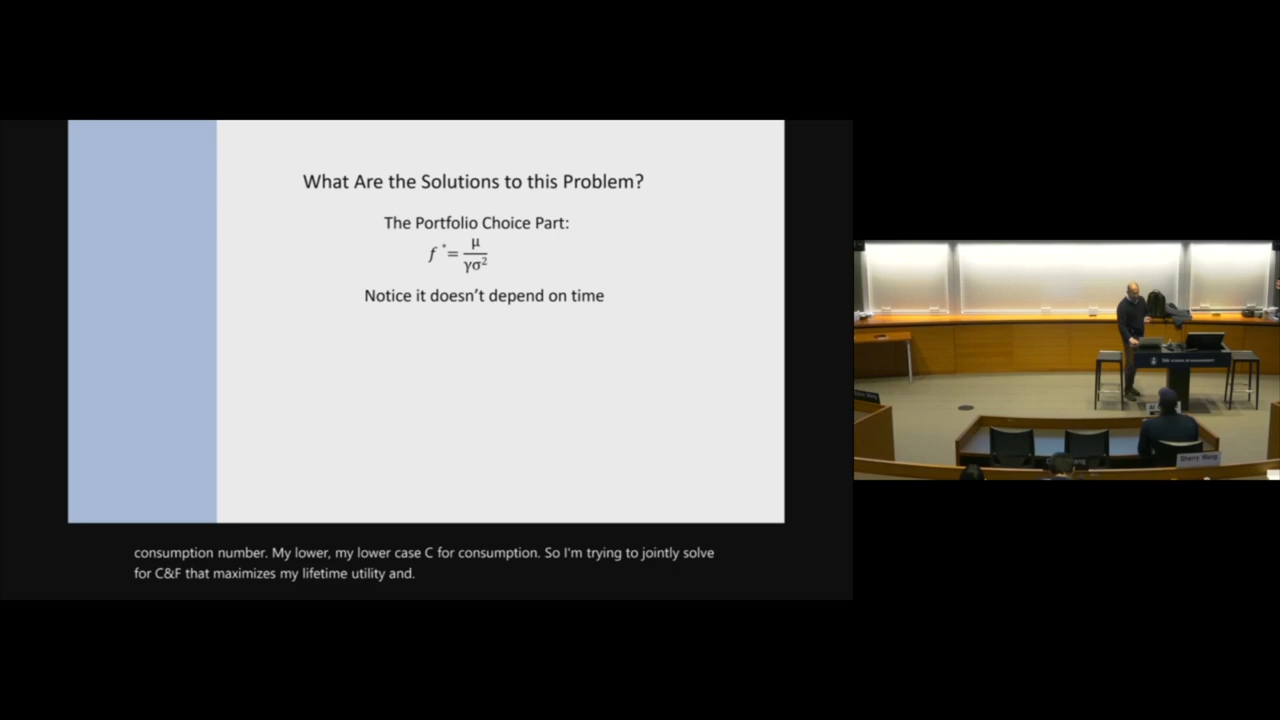 What Are the Solutions to this Problem?
The Portfolio Choice Part:
f* = μ / γσ²
Notice it doesn't depend on time
consumption number. My lower, my lower case C for consumption. So I'm trying to jointly solve
for C&F that maximizes my lifetime utility and.
Sherry Wang